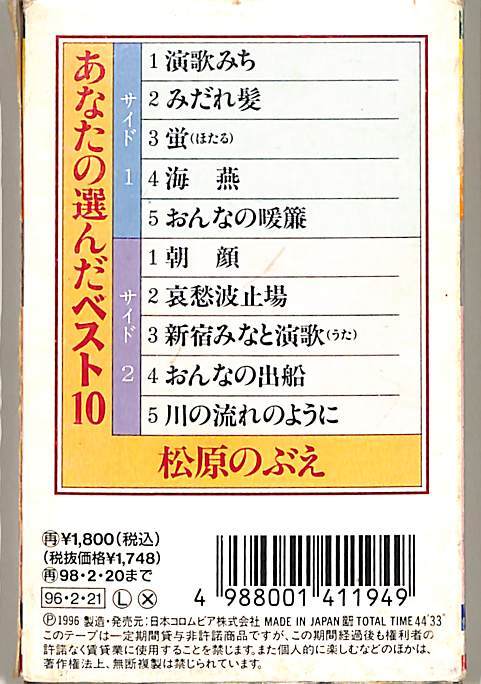 あなたの選んだベスト10
サイド 1
1 演歌みち
2 みだれ髪
3 蛍(ほたる)
4 海 燕
5 おんなの暖簾
サイド 2
1 朝 顔
2 哀愁波止場
3 新宿みなと演歌(うた)
4 おんなの出船
5 川の流れのように
松原のぶえ
再¥1,800(税込)
(税抜価格¥1,748)
再98・2・20まで
96・2・21 L X
4 988001 411949
Ⓟ1996 製造・発売元:日本コロムビア株式会社 MADE IN JAPAN TOTAL TIME 44'33"
このテープは一定期間貸与非許諾商品ですが、この期間経過後も権利者の
許諾なく賃貸業に使用することを禁じます。また個人的に楽しむなどのほかは、
著作権法上、無断複製は禁じられています。